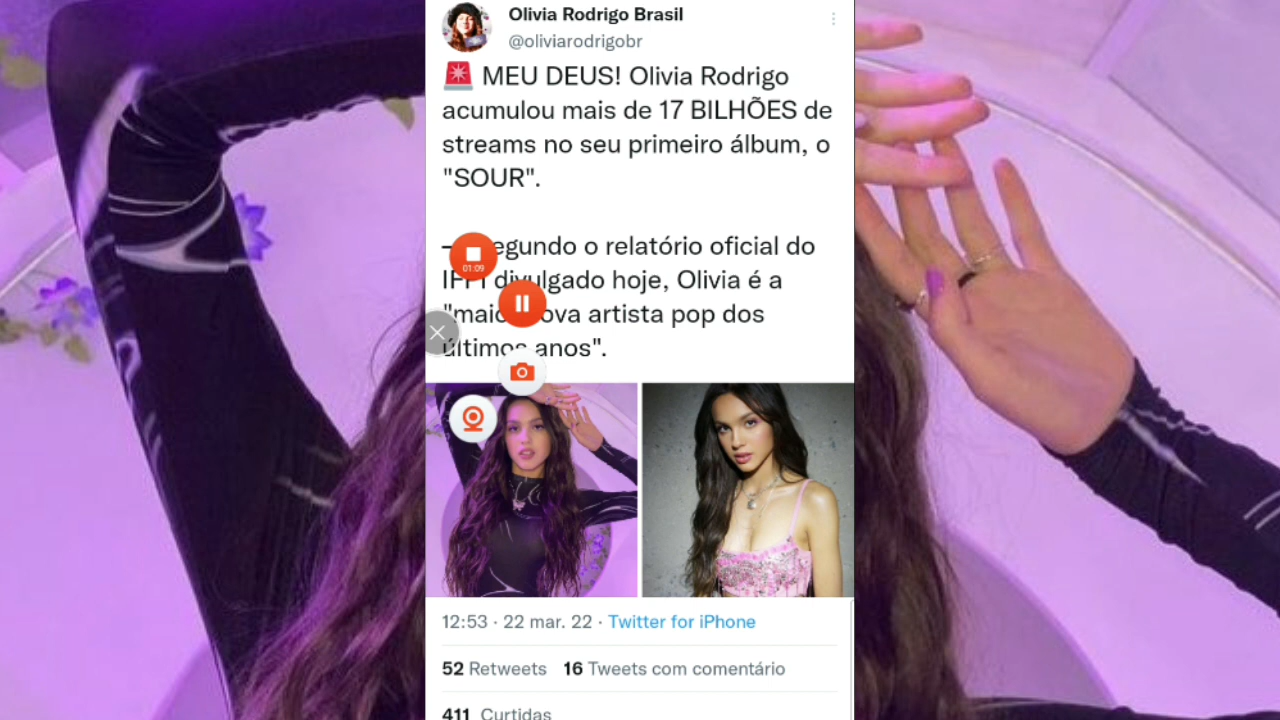 Olivia Rodrigo Brasil
@oliviarodrigobr
MEU DEUS! Olivia Rodrigo
acumulou mais de 17 BILHÕES de
streams no seu primeiro álbum, o
"SOUR".
egundo o relatório oficial do
IFPI divulgado hoje, Olivia é a
ova artista pop dos
últimos anos".
01:09
12:53 · 22 mar. 22 · Twitter for iPhone
52 Retweets 16 Tweets com comentário
411 Curtidas